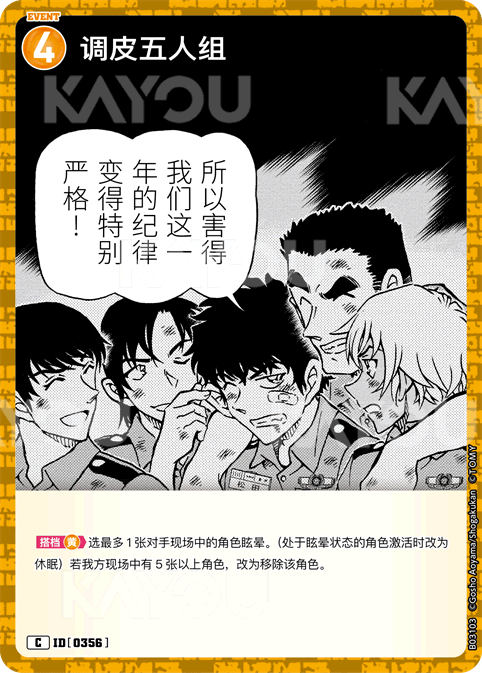 EVENT
4
调皮五人组
KAYOU
KAYOU
所以害得
我们这一
年的纪律
变得特别
严格！
松田
搭档 黄 选最多1张对手现场中的角色眩晕。（处于眩晕状态的角色激活时改为
休眠）若我方现场中有5张以上角色，改为移除该角色。
C ID[0356]
B03103 ©Gosho Aoyama/Shogakukan ©TOMY